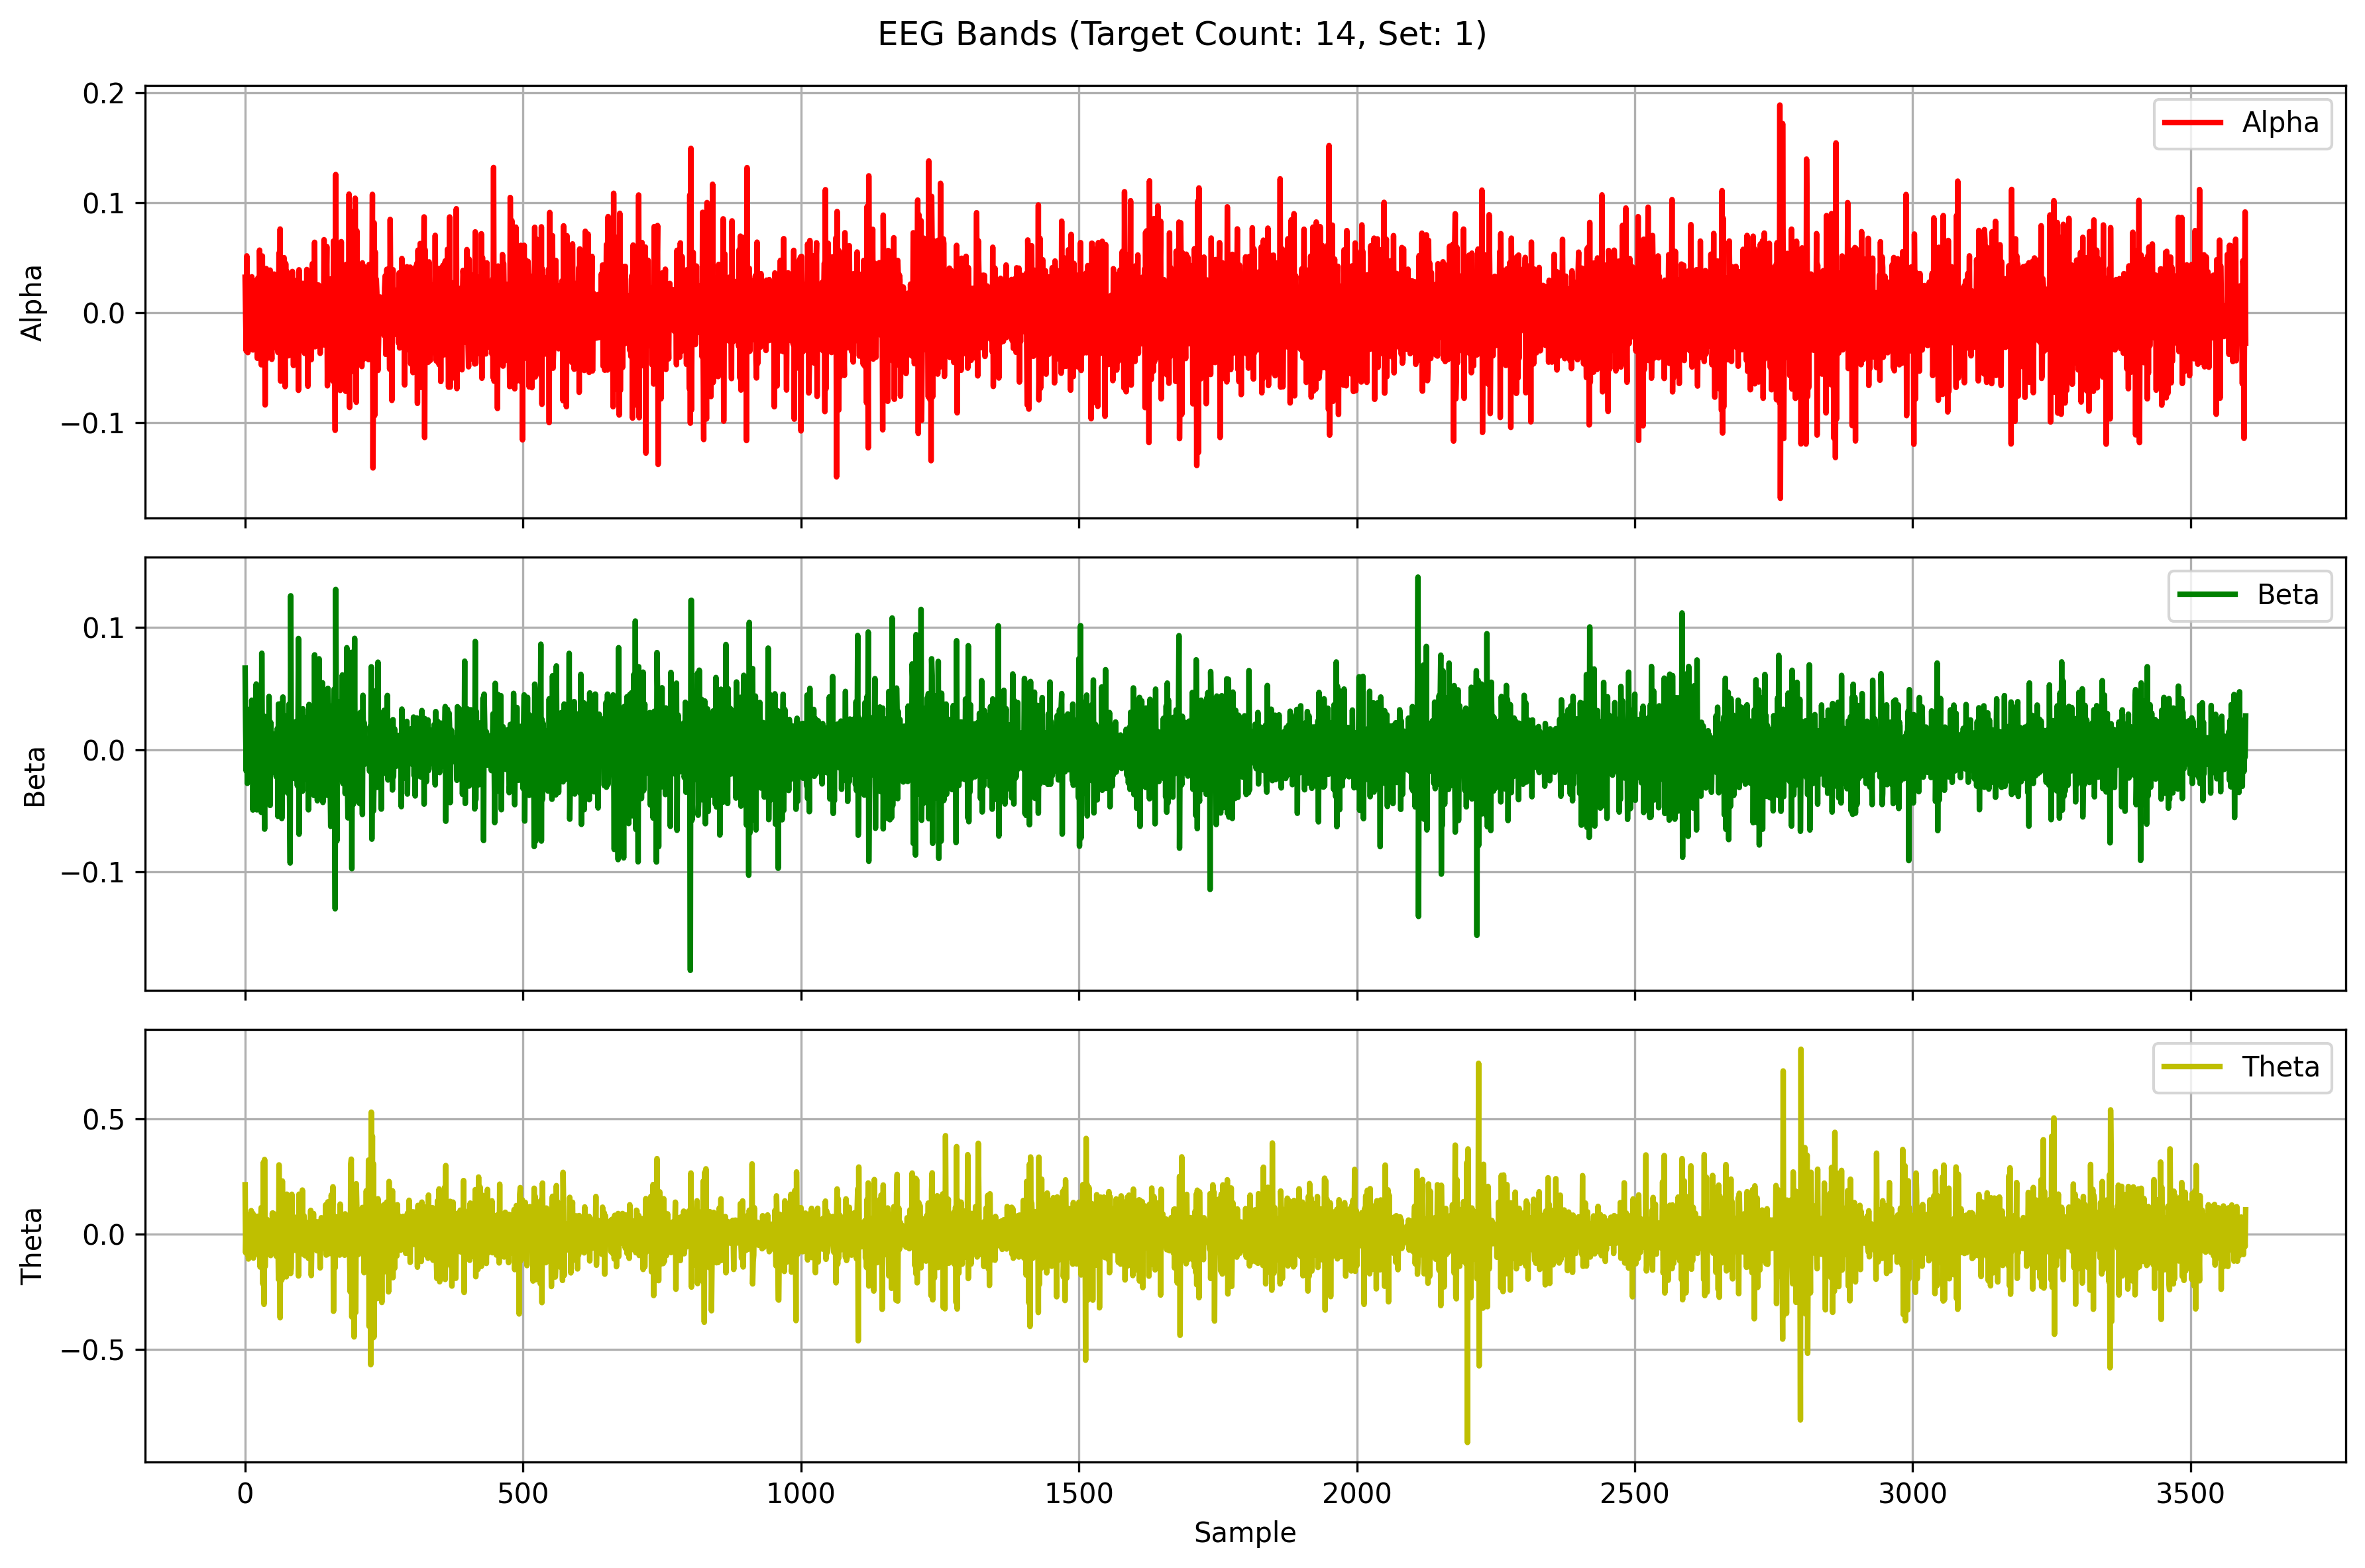 EEG Bands (Target Count: 14, Set: 1)
0.2
0.1
0.0
−0.1
Alpha
Alpha
0.1
0.0
−0.1
Beta
Beta
0.5
0.0
−0.5
Theta
Theta
0 500 1000 1500 2000 2500 3000 3500
Sample